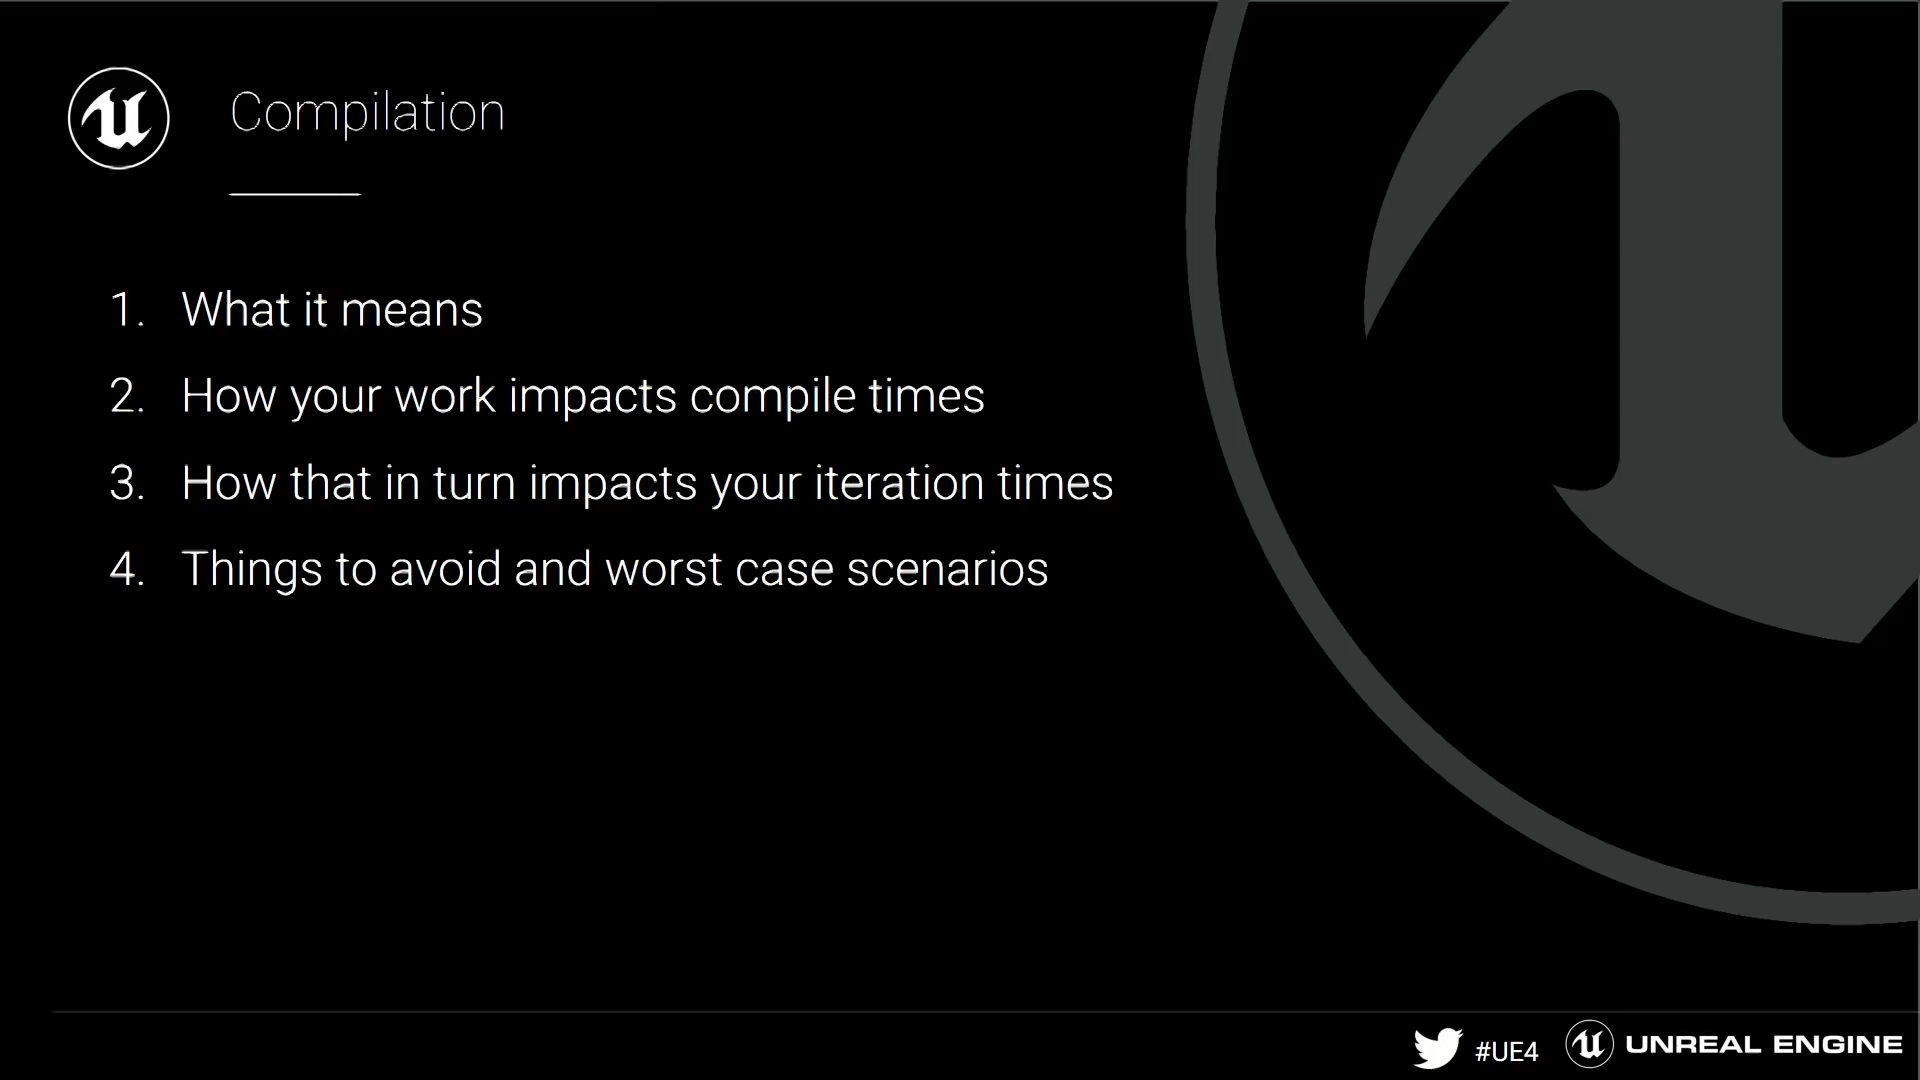 Compilation
1. What it means
2. How your work impacts compile times
3. How that in turn impacts your iteration times
4. Things to avoid and worst case scenarios
#UE4
UNREAL ENGINE